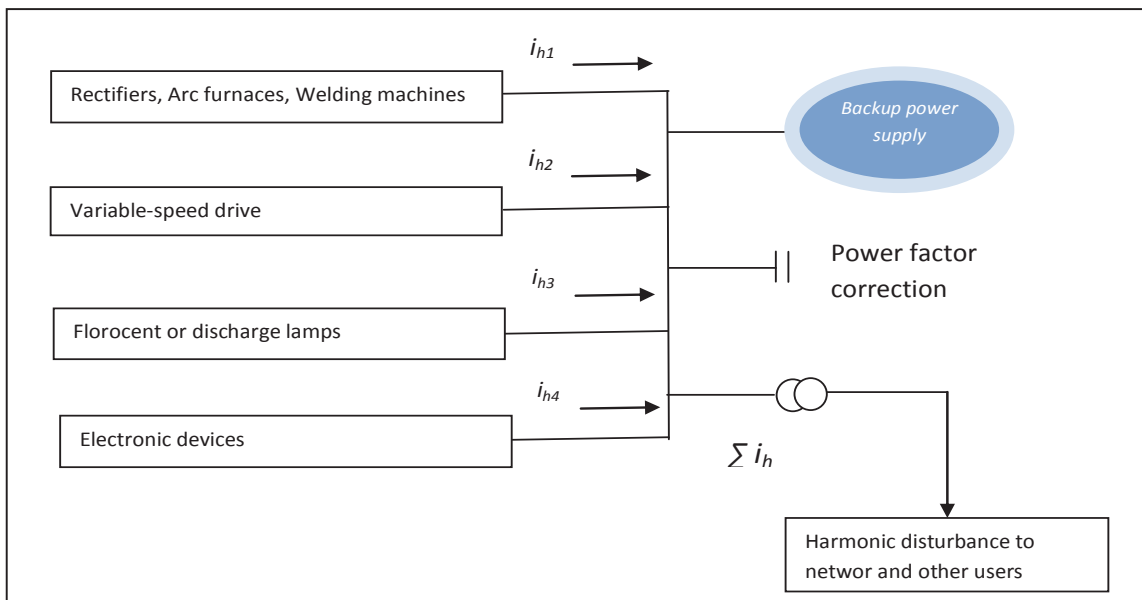 i_h1
Rectifiers, Arc furnaces, Welding machines
Backup power
supply
i_h2
Variable-speed drive
Power factor
correction
i_h3
Florocent or discharge lamps
i_h4
Electronic devices
∑ i_h
Harmonic disturbance to
networ and other users